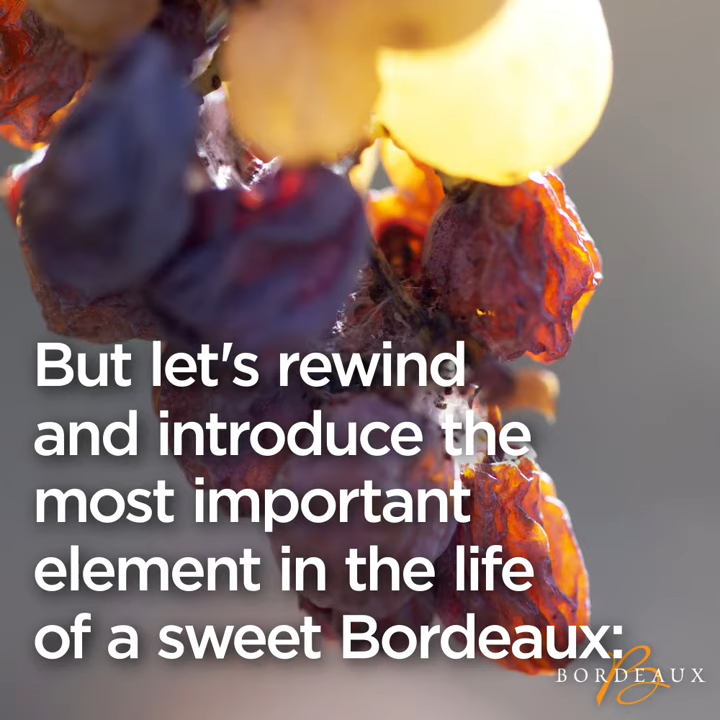 But let's rewind
and introduce the
most important
element in the life
of a sweet Bordeaux:
BORDEAUX